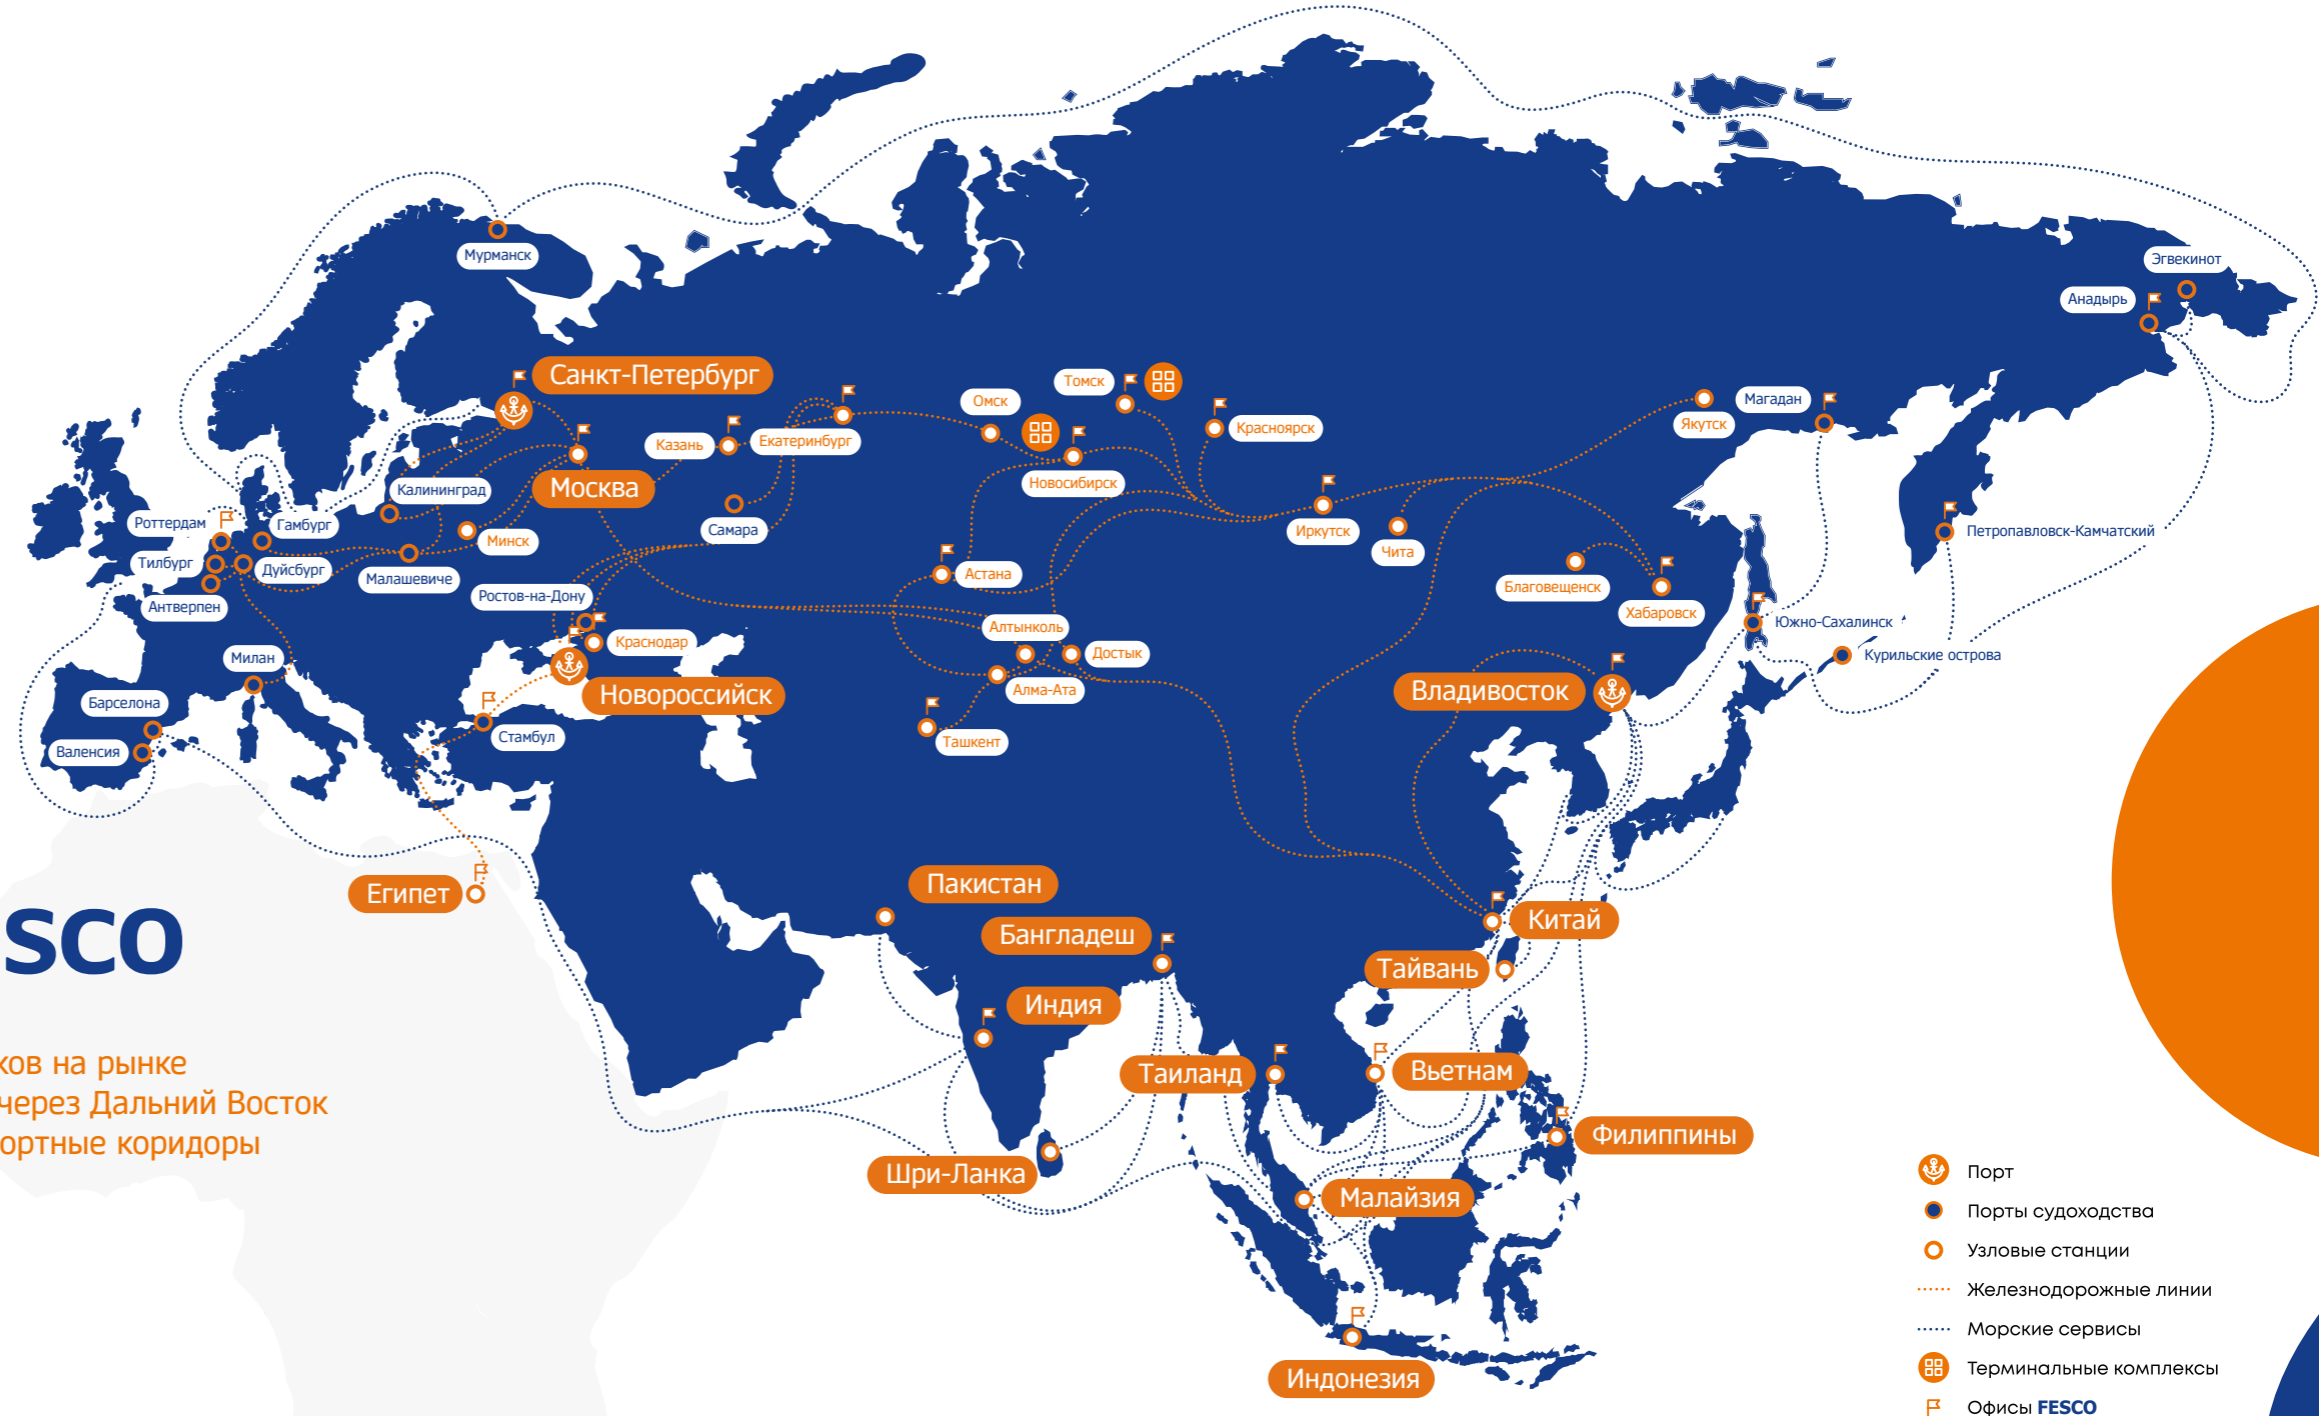 Мурманск
Эгвекинот
Анадырь
Санкт-Петербург
Томск
Омск
Магадан
Якутск
Красноярск
Казань
Екатеринбург
Новосибирск
Москва
Калининград
Роттердам
Гамбург
Самара
Иркутск
Петропавловск-Камчатский
Минск
Чита
Тилбург
Дуйсбург
Малашевиче
Астана
Благовещенск
Ростов-на-Дону
Антверпен
Хабаровск
Алтынколь
Южно-Сахалинск
Краснодар
Достык
Курильские острова
Милан
Алма-Ата
Новороссийск
Владивосток
Барселона
Стамбул
Ташкент
Валенсия
Пакистан
Египет
Китай
Бангладеш
SCO
Тайвань
Индия
ков на рынке
Таиланд
Вьетнам
через Дальний Восток
Филиппины
ортные коридоры
Шри-Ланка
Малайзия
Индонезия
Порт
Порты судоходства
Узловые станции
Железнодорожные линии
Морские сервисы
Терминальные комплексы
Офисы FESCO